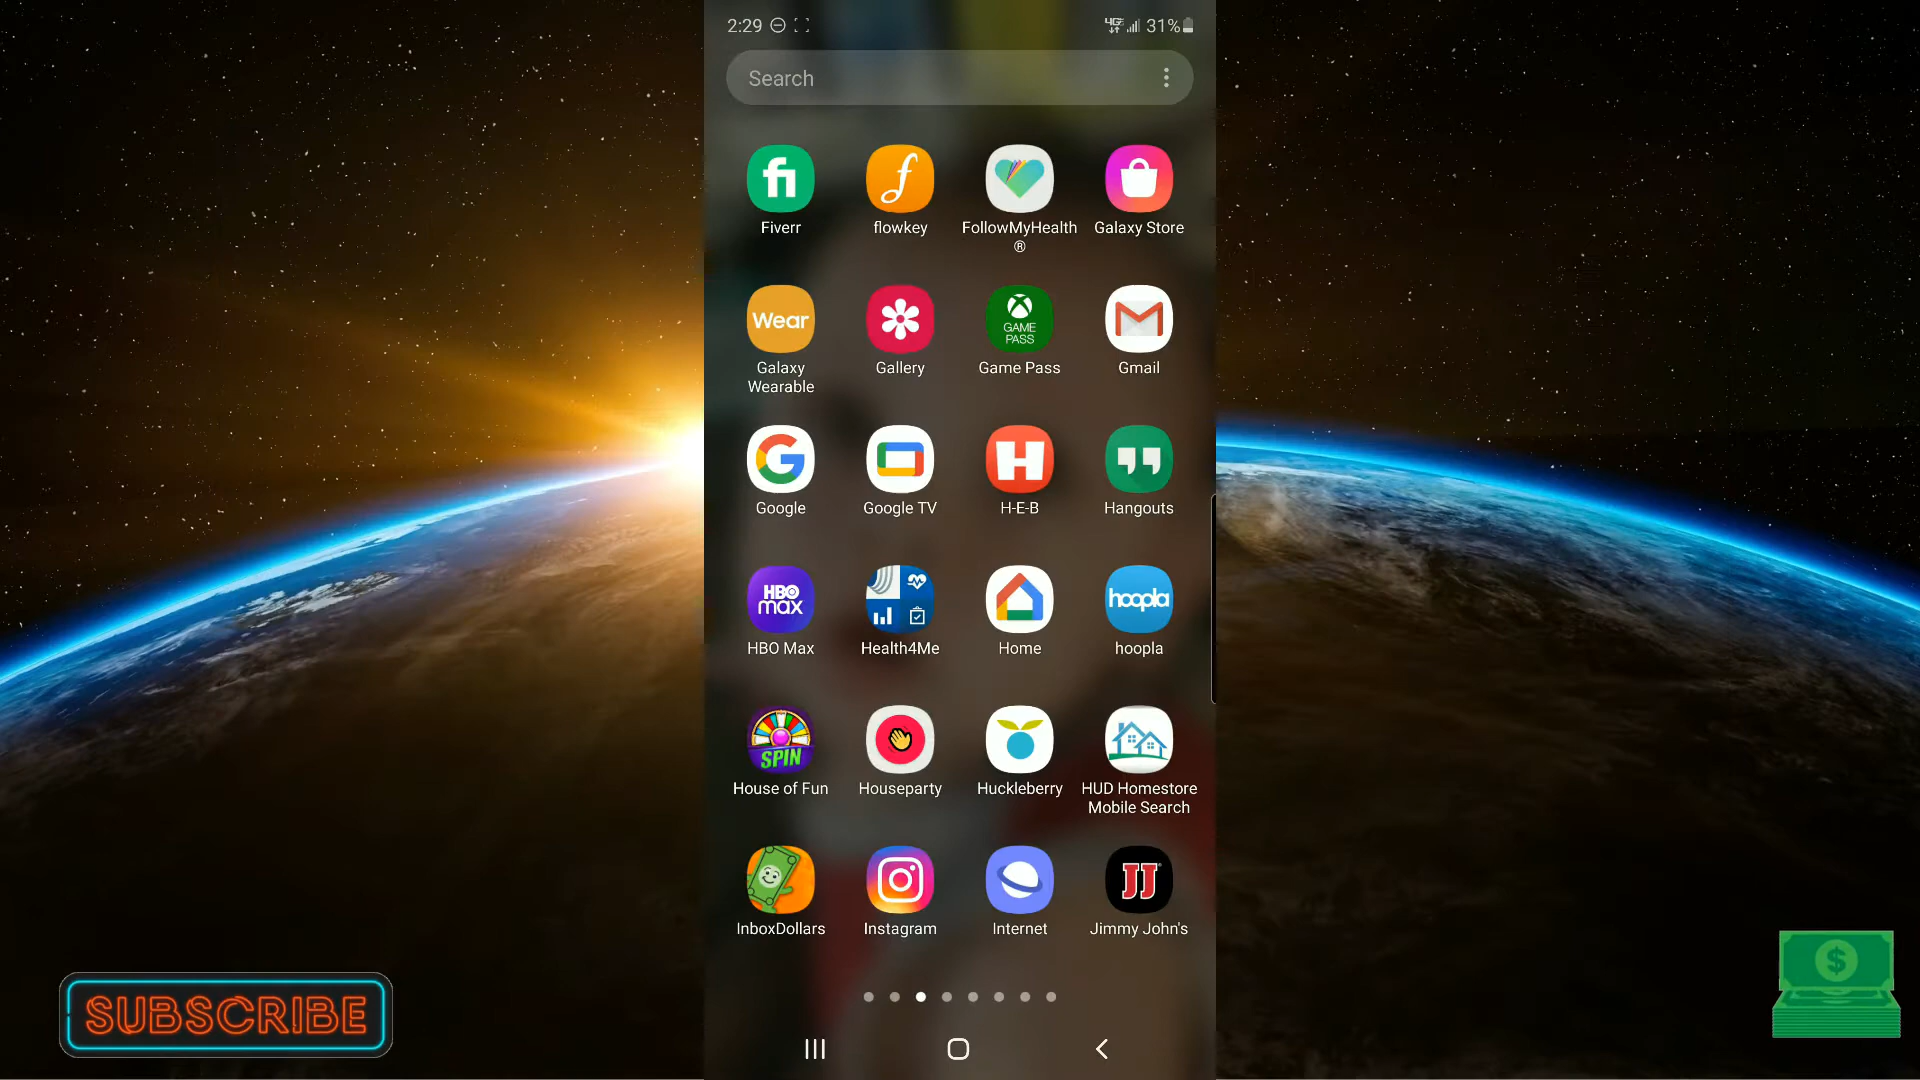 2:29
4G 31%
Search
fi
f
Fiverr
flowkey
FollowMyHealth
®
Galaxy Store
Wear
GAME
PASS
Galaxy
Wearable
Gallery
Game Pass
Gmail
Google
Google TV
H-E-B
Hangouts
HBO
max
hoopla
HBO Max
Health4Me
Home
hoopla
SPIN
House of Fun
Houseparty
Huckleberry
HUD Homestore
Mobile Search
JJ
InboxDollars
Instagram
Internet
Jimmy John's
SUBSCRIBE
$